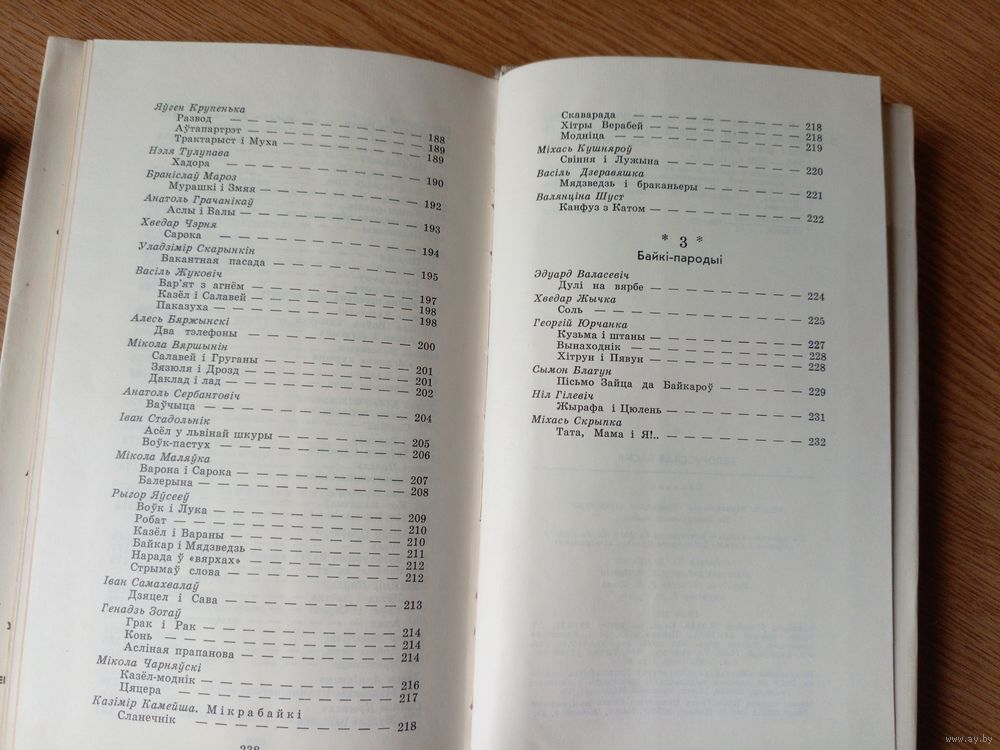 Яўген Крупенька
Развод — 188
Аўтапартрэт — 189
Трактарыст і Муха — 189
Нэля Тулупава
Хадора — 190
Браніслаў Мароз
Мурашкі і Змяя — 192
Анатоль Грачанікаў
Аслы і Валы — 193
Хведар Чэрня
Сарока — 194
Уладзімір Скарынкін
Вакантная пасада — 195
Васіль Жуковіч
Вар'ят з агнём — 197
Казёл і Салавей — 198
Паказуха — 198
Алесь Бяржынскі
Два тэлефоны — 200
Мікола Вяршынін
Салавей і Груганы — 201
Зязюля і Дрозд — 201
Даклад і лад — 202
Анатоль Сербантовіч
Ваўчыца — 204
Іван Стадольнік
Асёл у львінай шкуры — 205
Воўк-пастух — 206
Мікола Маляўка
Варона і Сарока — 207
Балерына — 208
Рыгор Яўсееў
Воўк і Лука — 209
Робат — 210
Казёл і Вараны — 210
Байкар і Мядзведзь — 211
Нарада ў «вярхах» — 212
Стрымаў слова — 212
Іван Самахвалаў
Дзяцел і Сава — 213
Генадзь Зотаў
Грак і Рак — 214
Конь — 214
Асліная прапанова — 214
Мікола Чарняўскі
Казёл-моднік — 216
Цяцера — 217
Казімір Камейша. Мікрабайкі
Сланечнік — 218
238
Скаварада — 218
Хітры Верабей — 218
Модніца — 219
Міхась Кушняроў
Свінні і Лужына — 220
Васіль Дзеравяшка
Мядзведзь і браканьеры — 221
Валянціна Шуст
Канфуз з Катом — 222
* 3 *
Байкі-пародыі
Эдуард Валасевіч
Дулі на вярбе — 224
Хведар Жычка
Соль — 225
Георгій Юрчанка
Кузьма і штаны — 227
Вынаходнік — 228
Хітрун і Пявун — 228
Сымон Блатун
Пісьмо Зайца да Байкароў — 229
Ніл Гілевіч
Жырафа і Цюлень — 231
Міхась Скрыпка
Тата, Мама і Я!.. — 232
www.ay.by